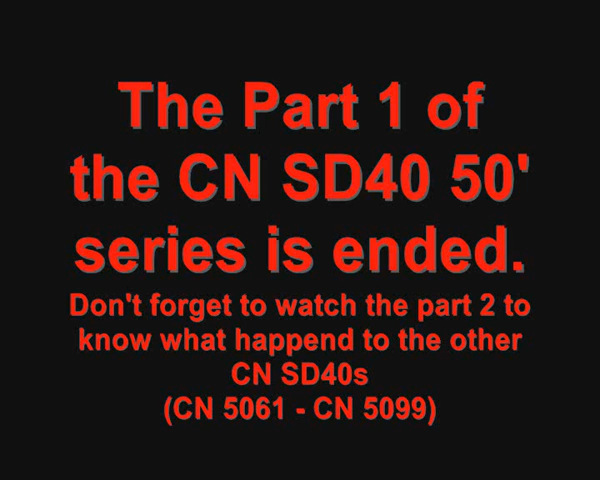 The Part 1 of
the CN SD40 50'
series is ended.
Don't forget to watch the part 2 to
know what happend to the other
CN SD40s
(CN 5061 - CN 5099)